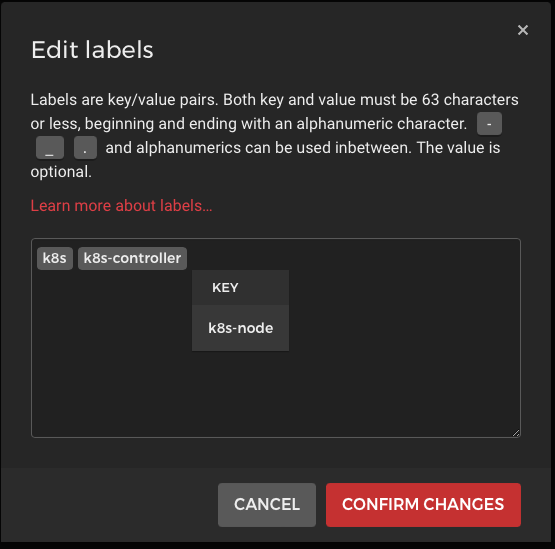 ×
Edit labels
Labels are key/value pairs. Both key and value must be 63 characters
or less, beginning and ending with an alphanumeric character. -
_ . and alphanumerics can be used inbetween. The value is
optional.
Learn more about labels...
k8s k8s-controller
KEY
k8s-node
CANCEL CONFIRM CHANGES